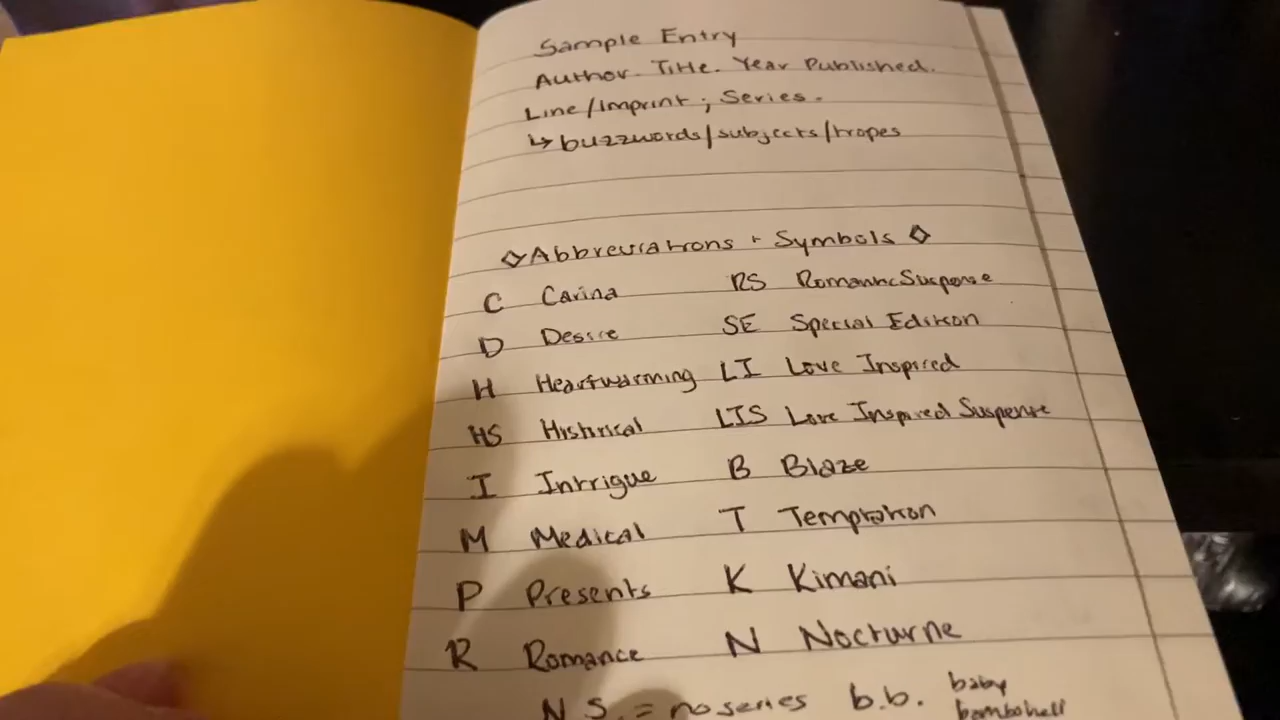 Sample Entry
Author. Title. Year Published.
Line/Imprint; Series.
↳ buzzwords/subjects/tropes
◇ Abbreviations + Symbols ◇
C Carina RS Romantic Suspense
D Desire SE Special Edition
H Heartwarming LI Love Inspired
HS Historical LIS Love Inspired Suspense
I Intrigue B Blaze
M Medical T Temptation
P Presents K Kimani
R Romance N Nocturne
N.S. = no series b.b. baby
bombshell